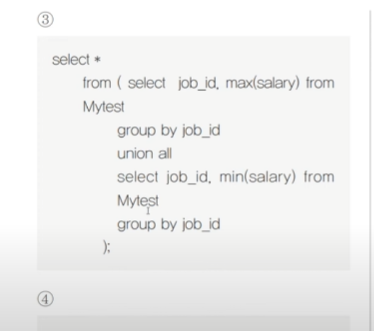 ③
select *
from ( select job_id, max(salary) from
Mytest
group by job_id
union all
select job_id, min(salary) from
Mytest
group by job_id
);
④